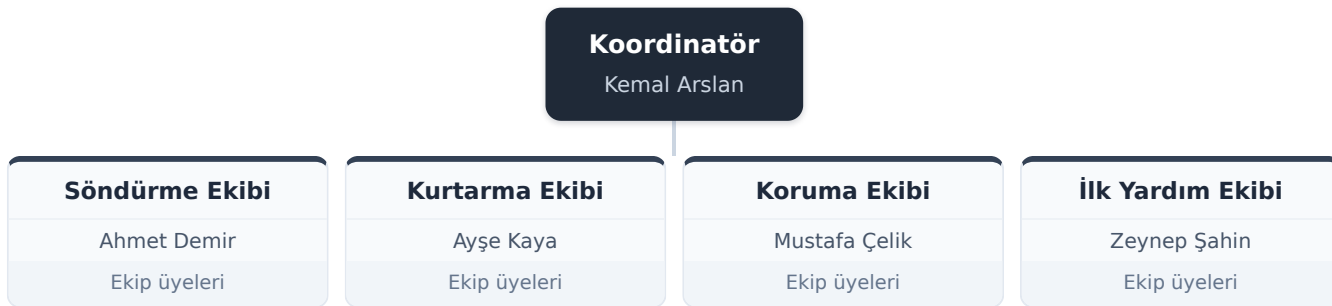 Koordinatör
Kemal Arslan
Söndürme Ekibi
Ahmet Demir
Ekip üyeleri
Kurtarma Ekibi
Ayşe Kaya
Ekip üyeleri
Koruma Ekibi
Mustafa Çelik
Ekip üyeleri
İlk Yardım Ekibi
Zeynep Şahin
Ekip üyeleri